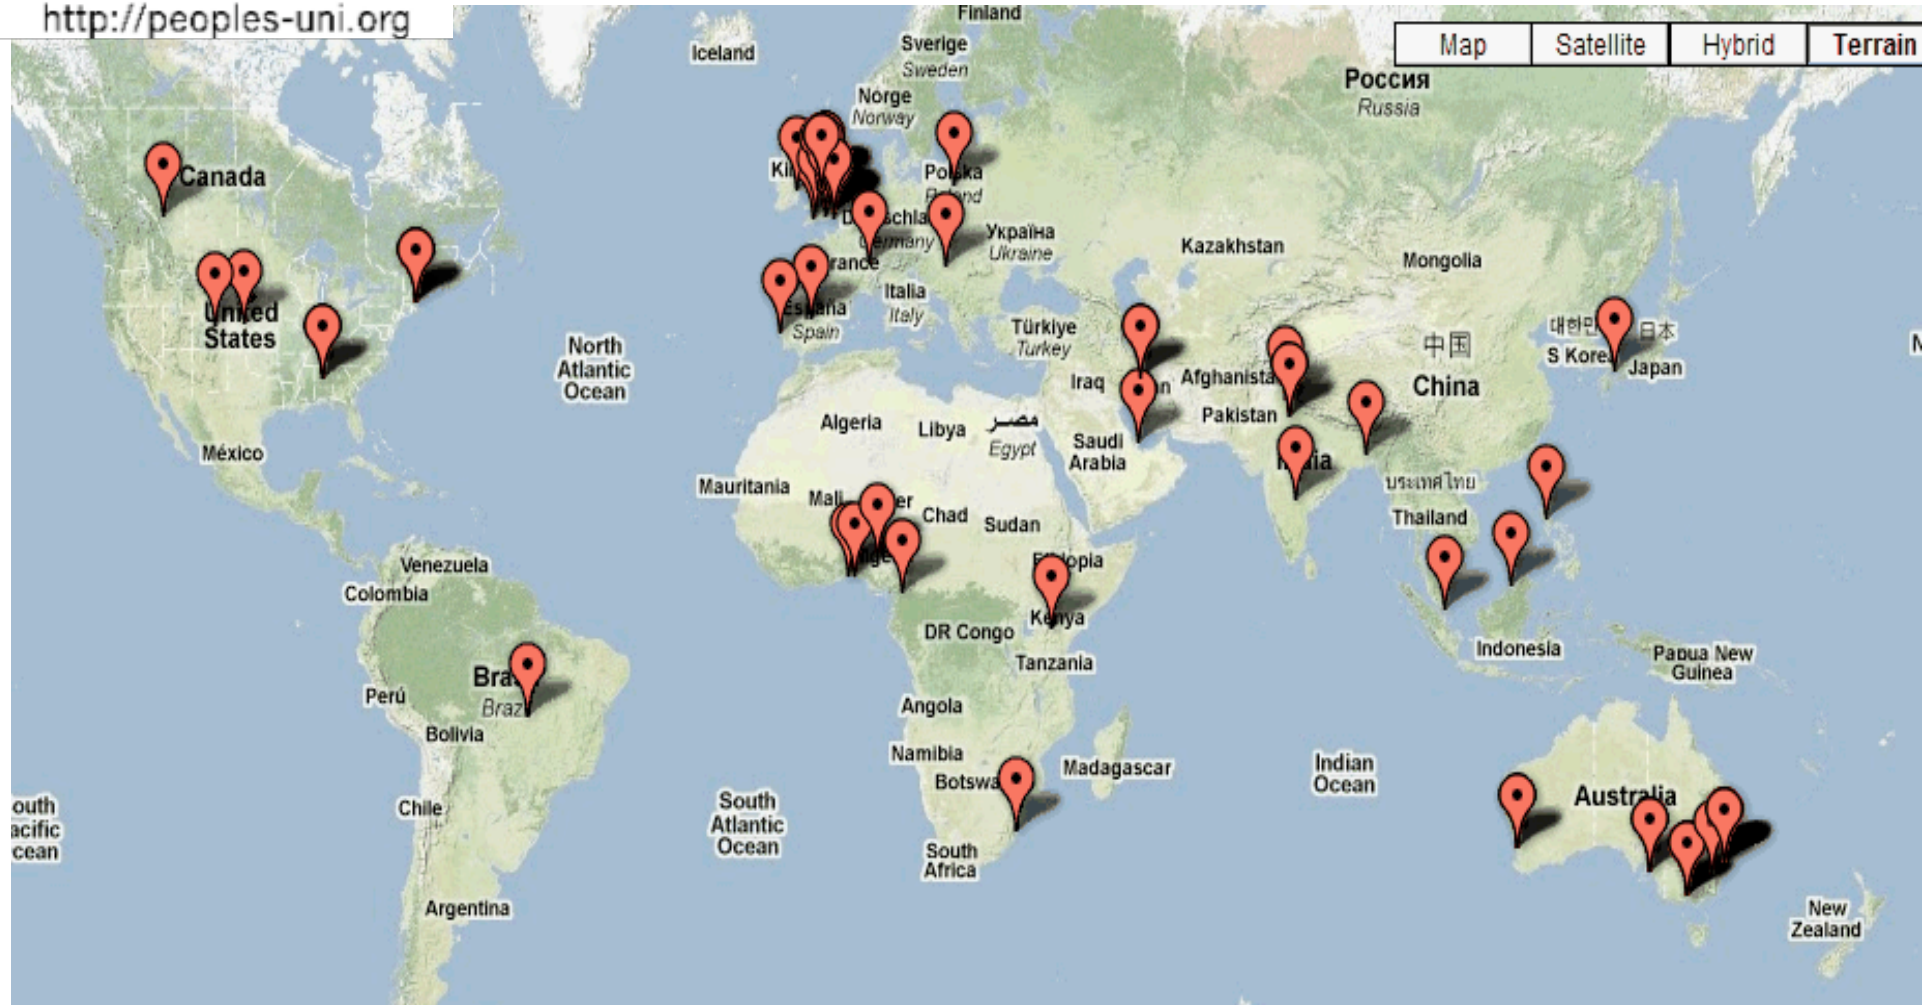 http://peoples-uni.org
Map
Satellite
Hybrid
Terrain
Finland
Iceland
Sverige
Sweden
Norge
Norway
Россия
Russia
Canada
Polska
Poland
Germany
Україна
Ukraine
Kazakhstan
Mongolia
Italia
Italy
España
Spain
United
States
Türkiye
Turkey
中国
China
日本
Japan
North
Atlantic
Ocean
Iraq
Pakistan
Algeria
Libya
مصر
Egypt
Saudi
Arabia
India
México
Mauritania
Mali
Chad
Sudan
ประเทศไทย
Thailand
Ethiopia
Venezuela
Colombia
Kenya
DR Congo
Tanzania
Indonesia
Papua New
Guinea
Perú
Bolivia
Angola
Namibia
Madagascar
Indian
Ocean
Australia
Chile
South
Atlantic
Ocean
South
Africa
Argentina
New
Zealand